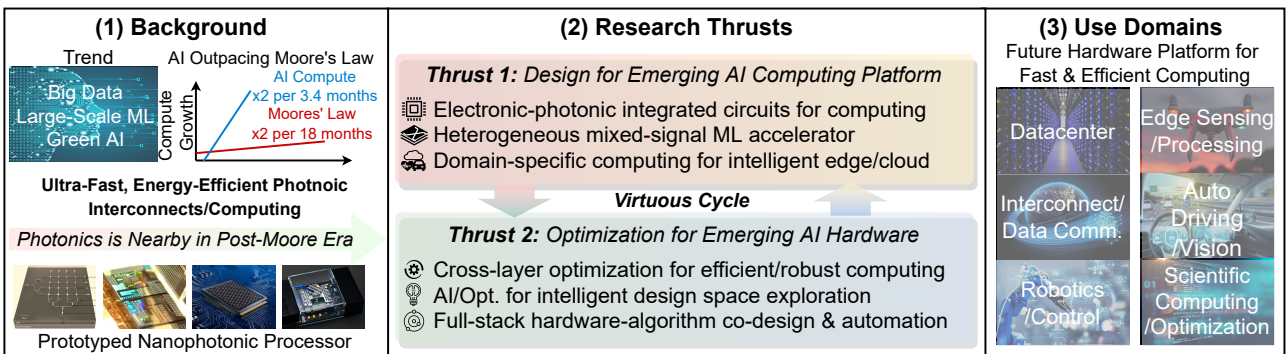 (1) Background
Trend
Big Data
Large-Scale ML
Green AI
AI Outpacing Moore's Law
Compute
Growth
AI Compute
x2 per 3.4 months
Moores' Law
x2 per 18 months
Time
Ultra-Fast, Energy-Efficient Photnoic
Interconnects/Computing
Photonics is Nearby in Post-Moore Era
Prototyped Nanophotonic Processor
(2) Research Thrusts
Thrust 1: Design for Emerging AI Computing Platform
Electronic-photonic integrated circuits for computing
Heterogeneous mixed-signal ML accelerator
Domain-specific computing for intelligent edge/cloud
Virtuous Cycle
Thrust 2: Optimization for Emerging AI Hardware
Cross-layer optimization for efficient/robust computing
AI/Opt. for intelligent design space exploration
Full-stack hardware-algorithm co-design & automation
(3) Use Domains
Future Hardware Platform for
Fast & Efficient Computing
Datacenter
Edge Sensing
/Processing
Interconnect/
Data Comm.
Auto
Driving
/Vision
Robotics
/Control
Scientific
Computing
/Optimization